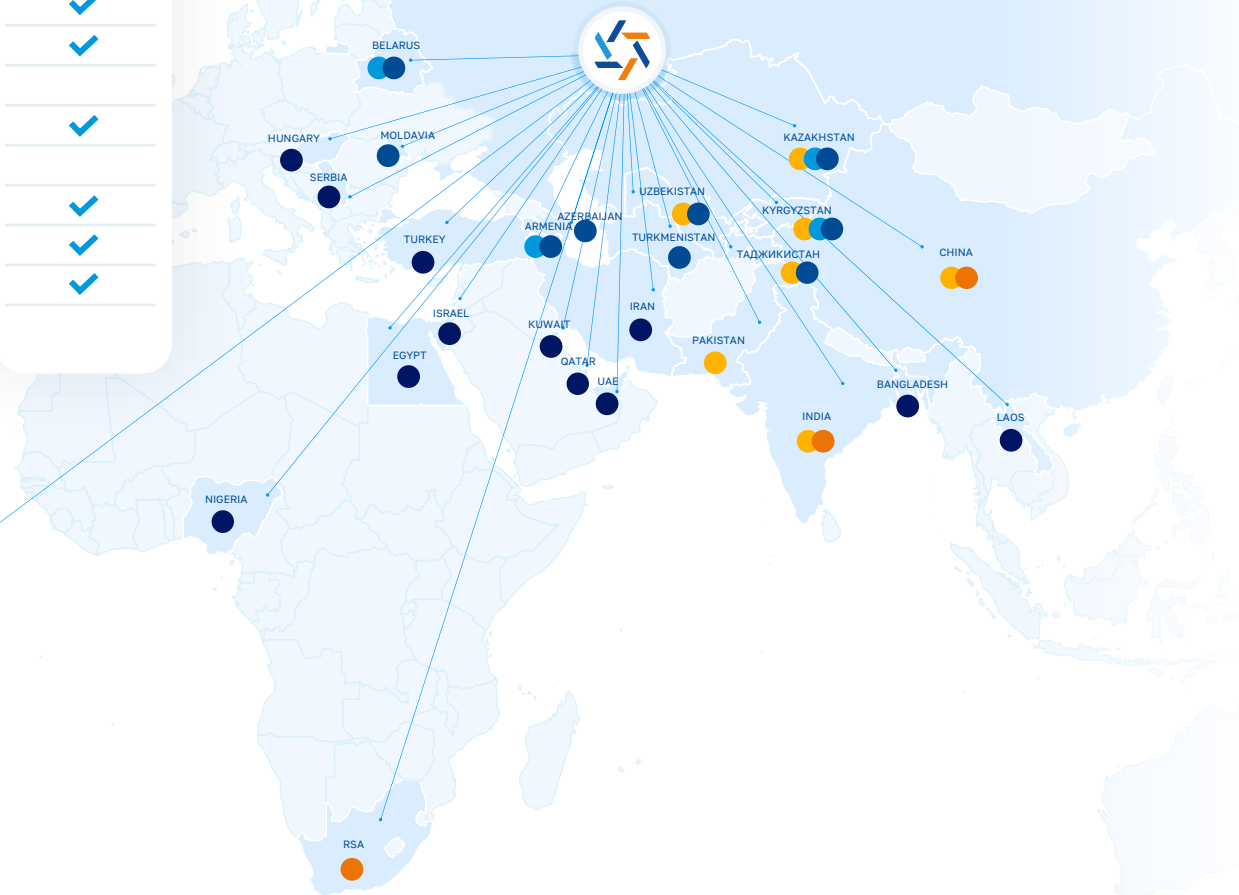 BELARUS
HUNGARY
MOLDAVIA
KAZAKHSTAN
SERBIA
UZBEKISTAN
AZERBAIJAN
KYRGYZSTAN
ARMENIA
TURKEY
TURKMENISTAN
ТАДЖИКИСТАН
CHINA
ISRAEL
IRAN
KUWAIT
PAKISTAN
EGYPT
QATAR
UAE
BANGLADESH
INDIA
LAOS
NIGERIA
RSA